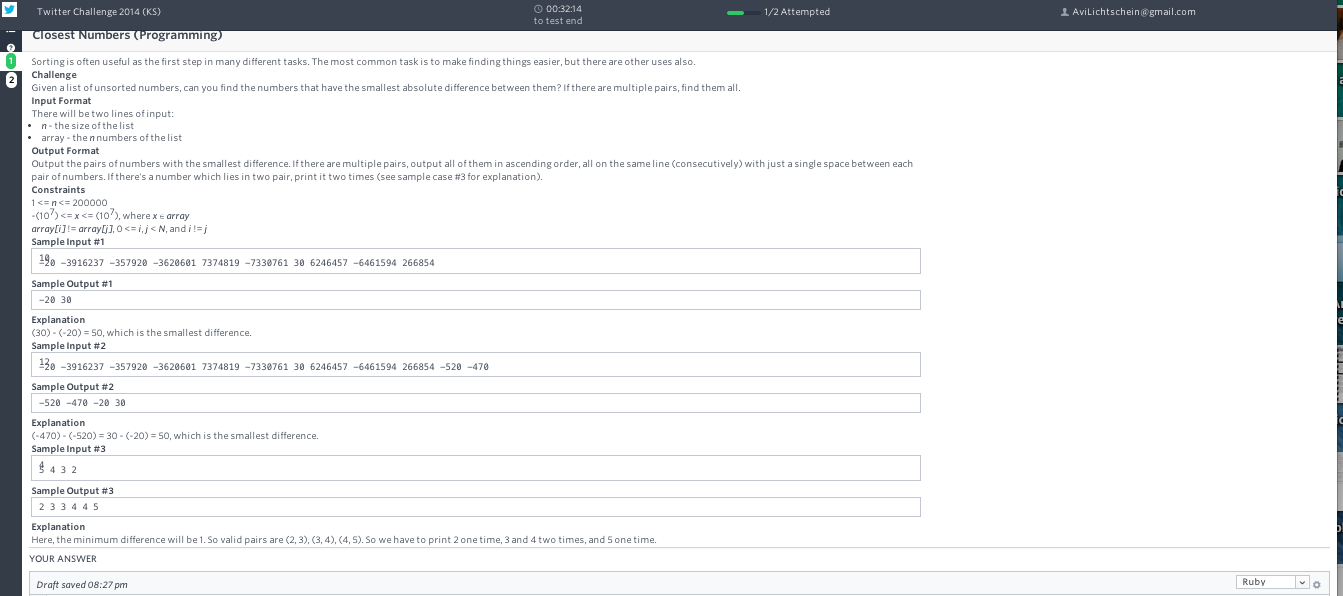 Twitter Challenge 2014 (KS)
00:32:14
to test end
1/2 Attempted
AviLichtschein@gmail.com
Closest Numbers (Programming)
1
2
Sorting is often useful as the first step in many different tasks. The most common task is to make finding things easier, but there are other uses also.
Challenge
Given a list of unsorted numbers, can you find the numbers that have the smallest absolute difference between them? If there are multiple pairs, find them all.
Input Format
There will be two lines of input:
• n - the size of the list
• array - the n numbers of the list
Output Format
Output the pairs of numbers with the smallest difference. If there are multiple pairs, output all of them in ascending order, all on the same line (consecutively) with just a single space between each
pair of numbers. If there's a number which lies in two pair, print it two times (see sample case #3 for explanation).
Constraints
1 <= n <= 200000
-(10^7) <= x <= (10^7), where x ∈ array
array[i] != array[j], 0 <= i, j < N, and i != j
Sample Input #1
10
-20 -3916237 -357920 -3620601 7374819 -7330761 30 6246457 -6461594 266854
Sample Output #1
-20 30
Explanation
(30) - (-20) = 50, which is the smallest difference.
Sample Input #2
12
-20 -3916237 -357920 -3620601 7374819 -7330761 30 6246457 -6461594 266854 -520 -470
Sample Output #2
-520 -470 -20 30
Explanation
(-470) - (-520) = 30 - (-20) = 50, which is the smallest difference.
Sample Input #3
4
5 4 3 2
Sample Output #3
2 3 3 4 4 5
Explanation
Here, the minimum difference will be 1. So valid pairs are (2, 3), (3, 4), (4, 5). So we have to print 2 one time, 3 and 4 two times, and 5 one time.
YOUR ANSWER
Draft saved 08:27 pm
Ruby